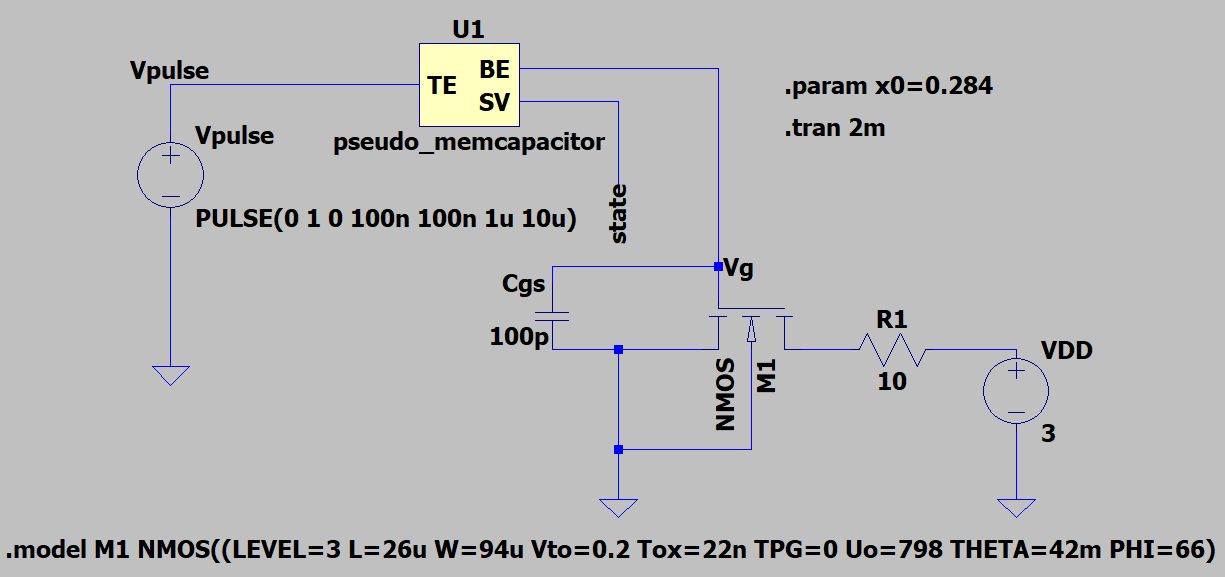 U1
Vpulse
TE
BE
SV
.param x0=0.284
Vpulse
.tran 2m
pseudo_memcapacitor
PULSE(0 1 0 100n 100n 1u 10u)
state
Vg
Cgs
100p
R1
10
VDD
3
NMOS
M1
.model M1 NMOS((LEVEL=3 L=26u W=94u Vto=0.2 Tox=22n TPG=0 Uo=798 THETA=42m PHI=66)